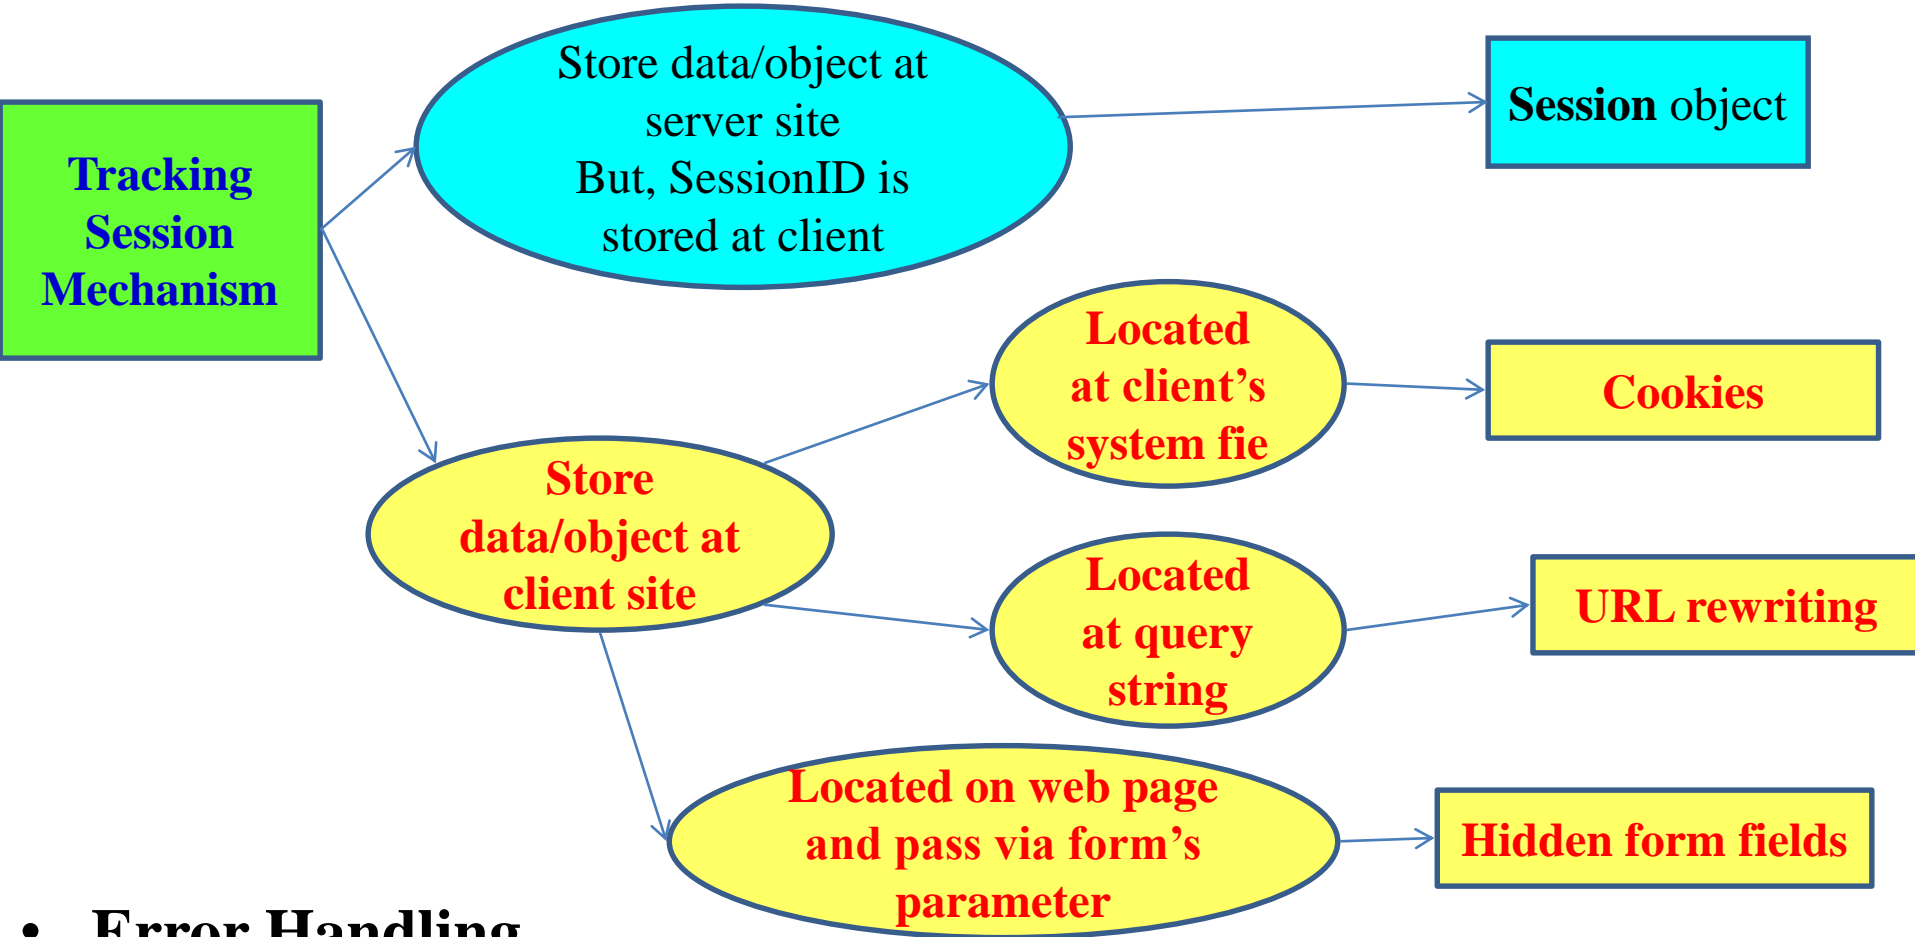 Tracking
Session
Mechanism
Store data/object at
server site
But, SessionID is
stored at client
Session object
Located
at client’s
system fie
Cookies
Store
data/object at
client site
Located
at query
string
URL rewriting
Located on web page
and pass via form’s
parameter
Hidden form fields
• Error Handling